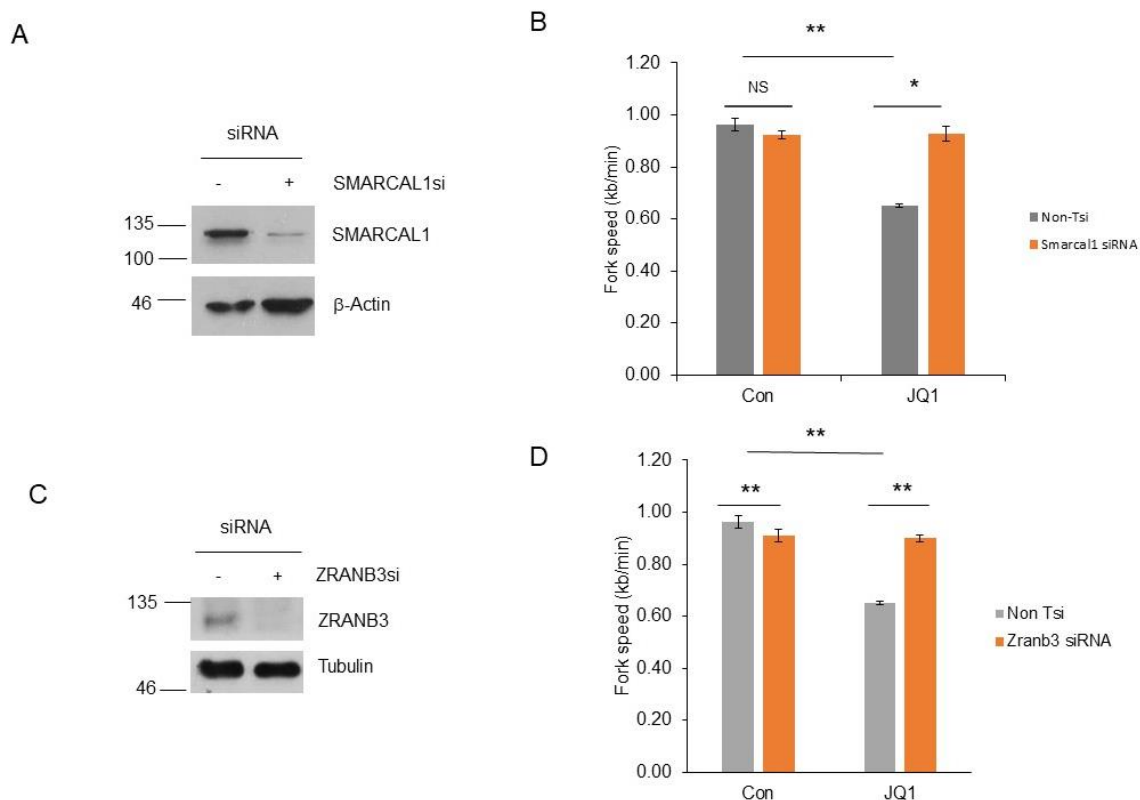 A
siRNA
- + SMARCAL1si
135
SMARCAL1
100
46
β-Actin
B
**
1.20
NS
*
1.00
0.80
0.60
0.40
0.20
0.00
Fork speed (kb/min)
Con JQ1
Non-Tsi
Smarcal1 siRNA
C
siRNA
- + ZRANB3si
135
ZRANB3
Tubulin
46
D
**
1.20
** **
1.00
0.80
0.60
0.40
0.20
0.00
Fork speed (kb/min)
Con JQ1
Non Tsi
Zranb3 siRNA